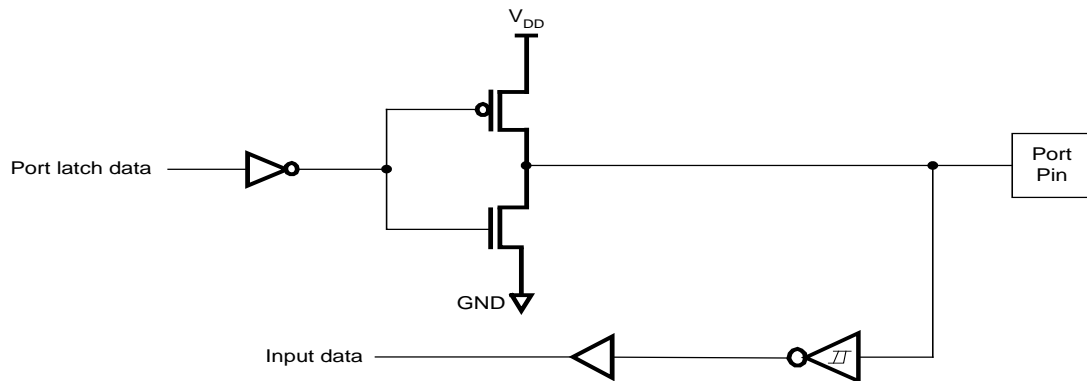 V_DD
Port latch data
Port
Pin
GND
Input data